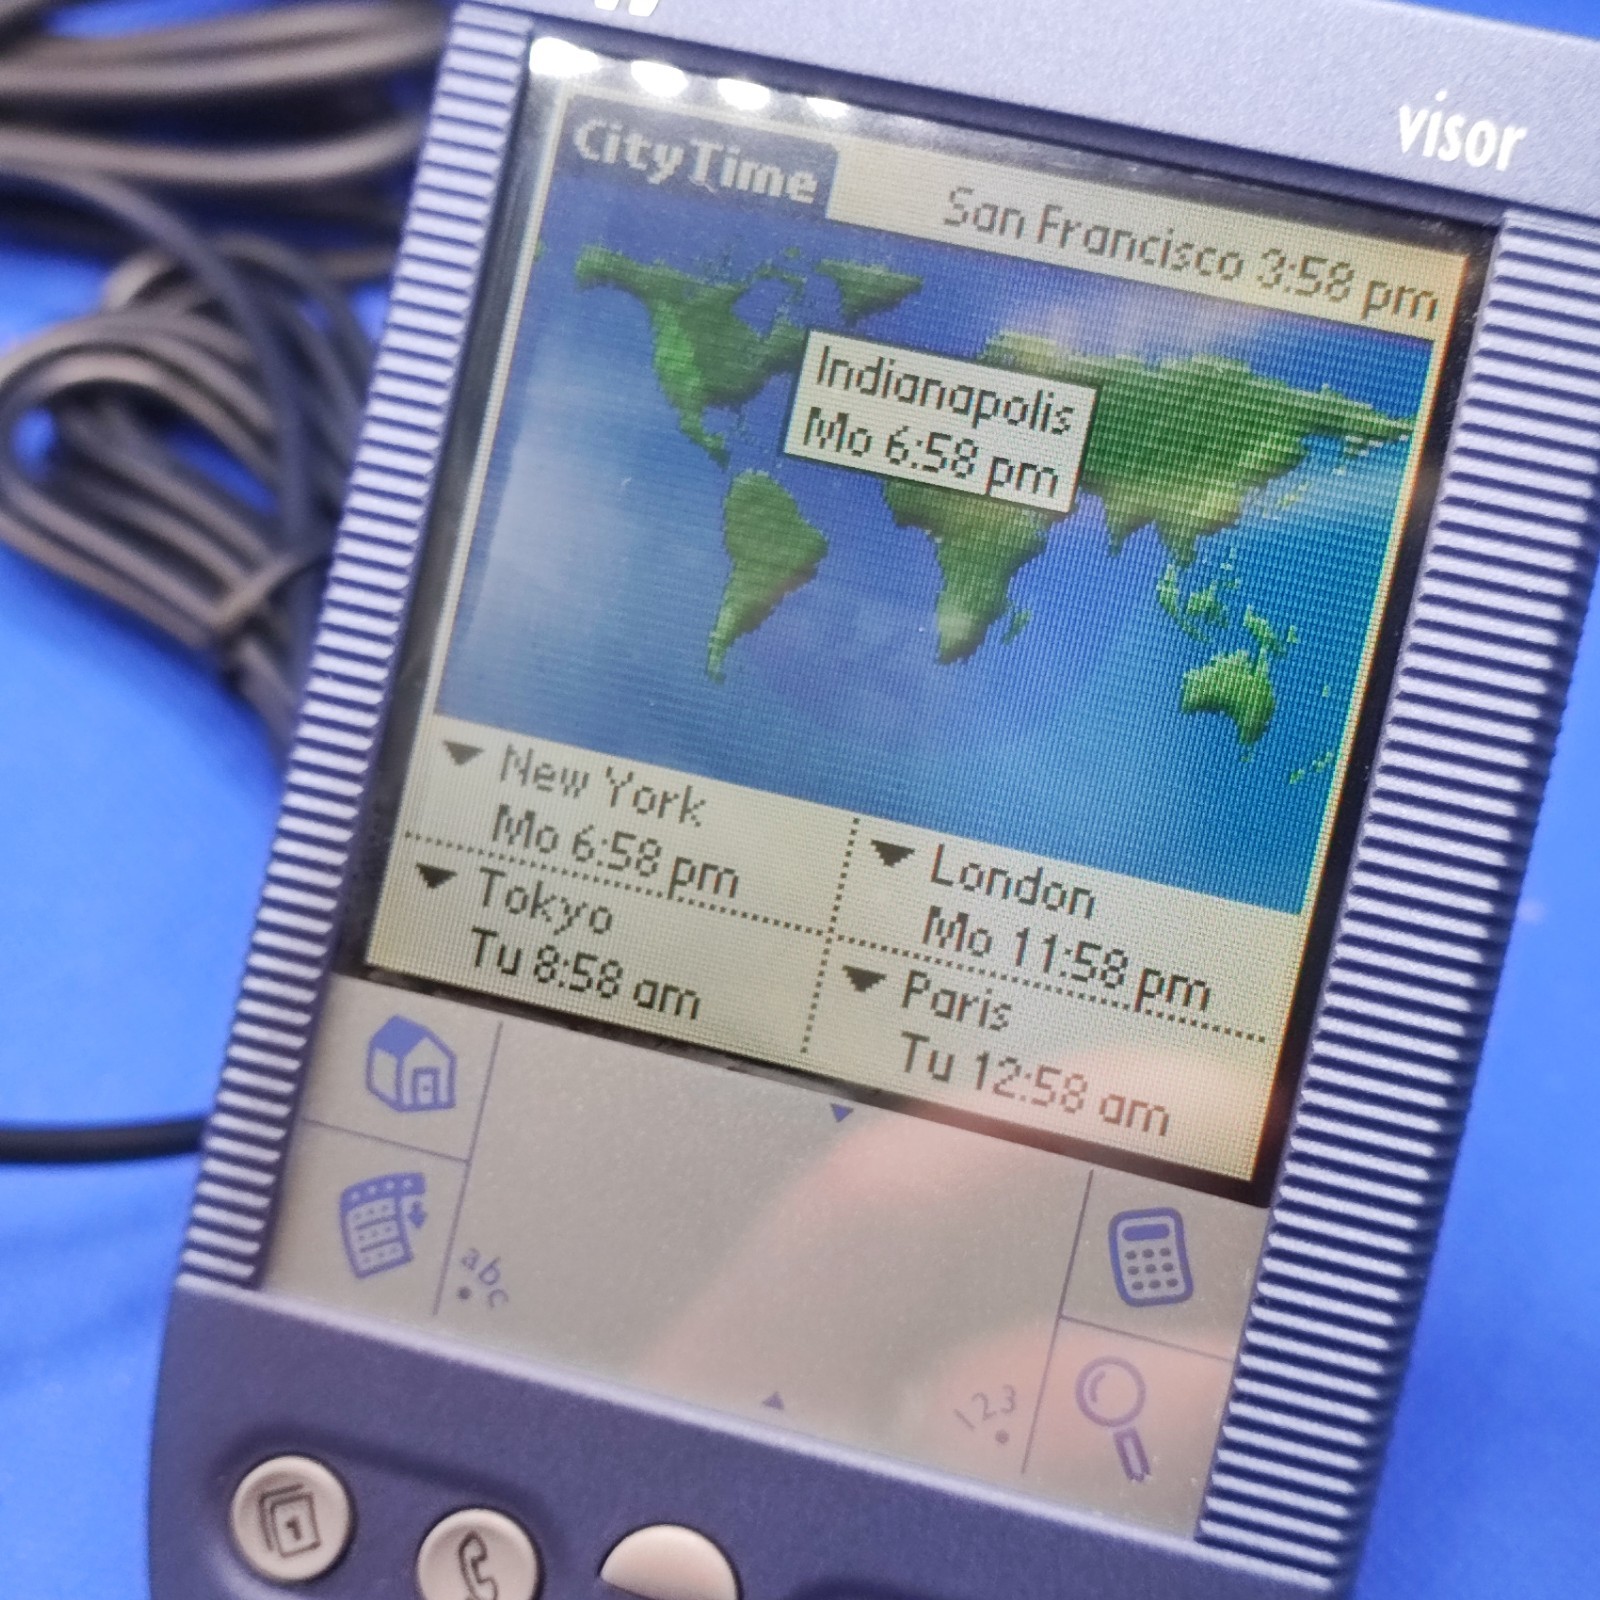 visor
CityTime
San Francisco 3:58 pm
Indianapolis
Mo 6:58 pm
New York
Mo 6:58 pm
London
Mo 11:58 pm
Tokyo
Tu 8:58 am
Paris
Tu 12:58 am
abc
123
1